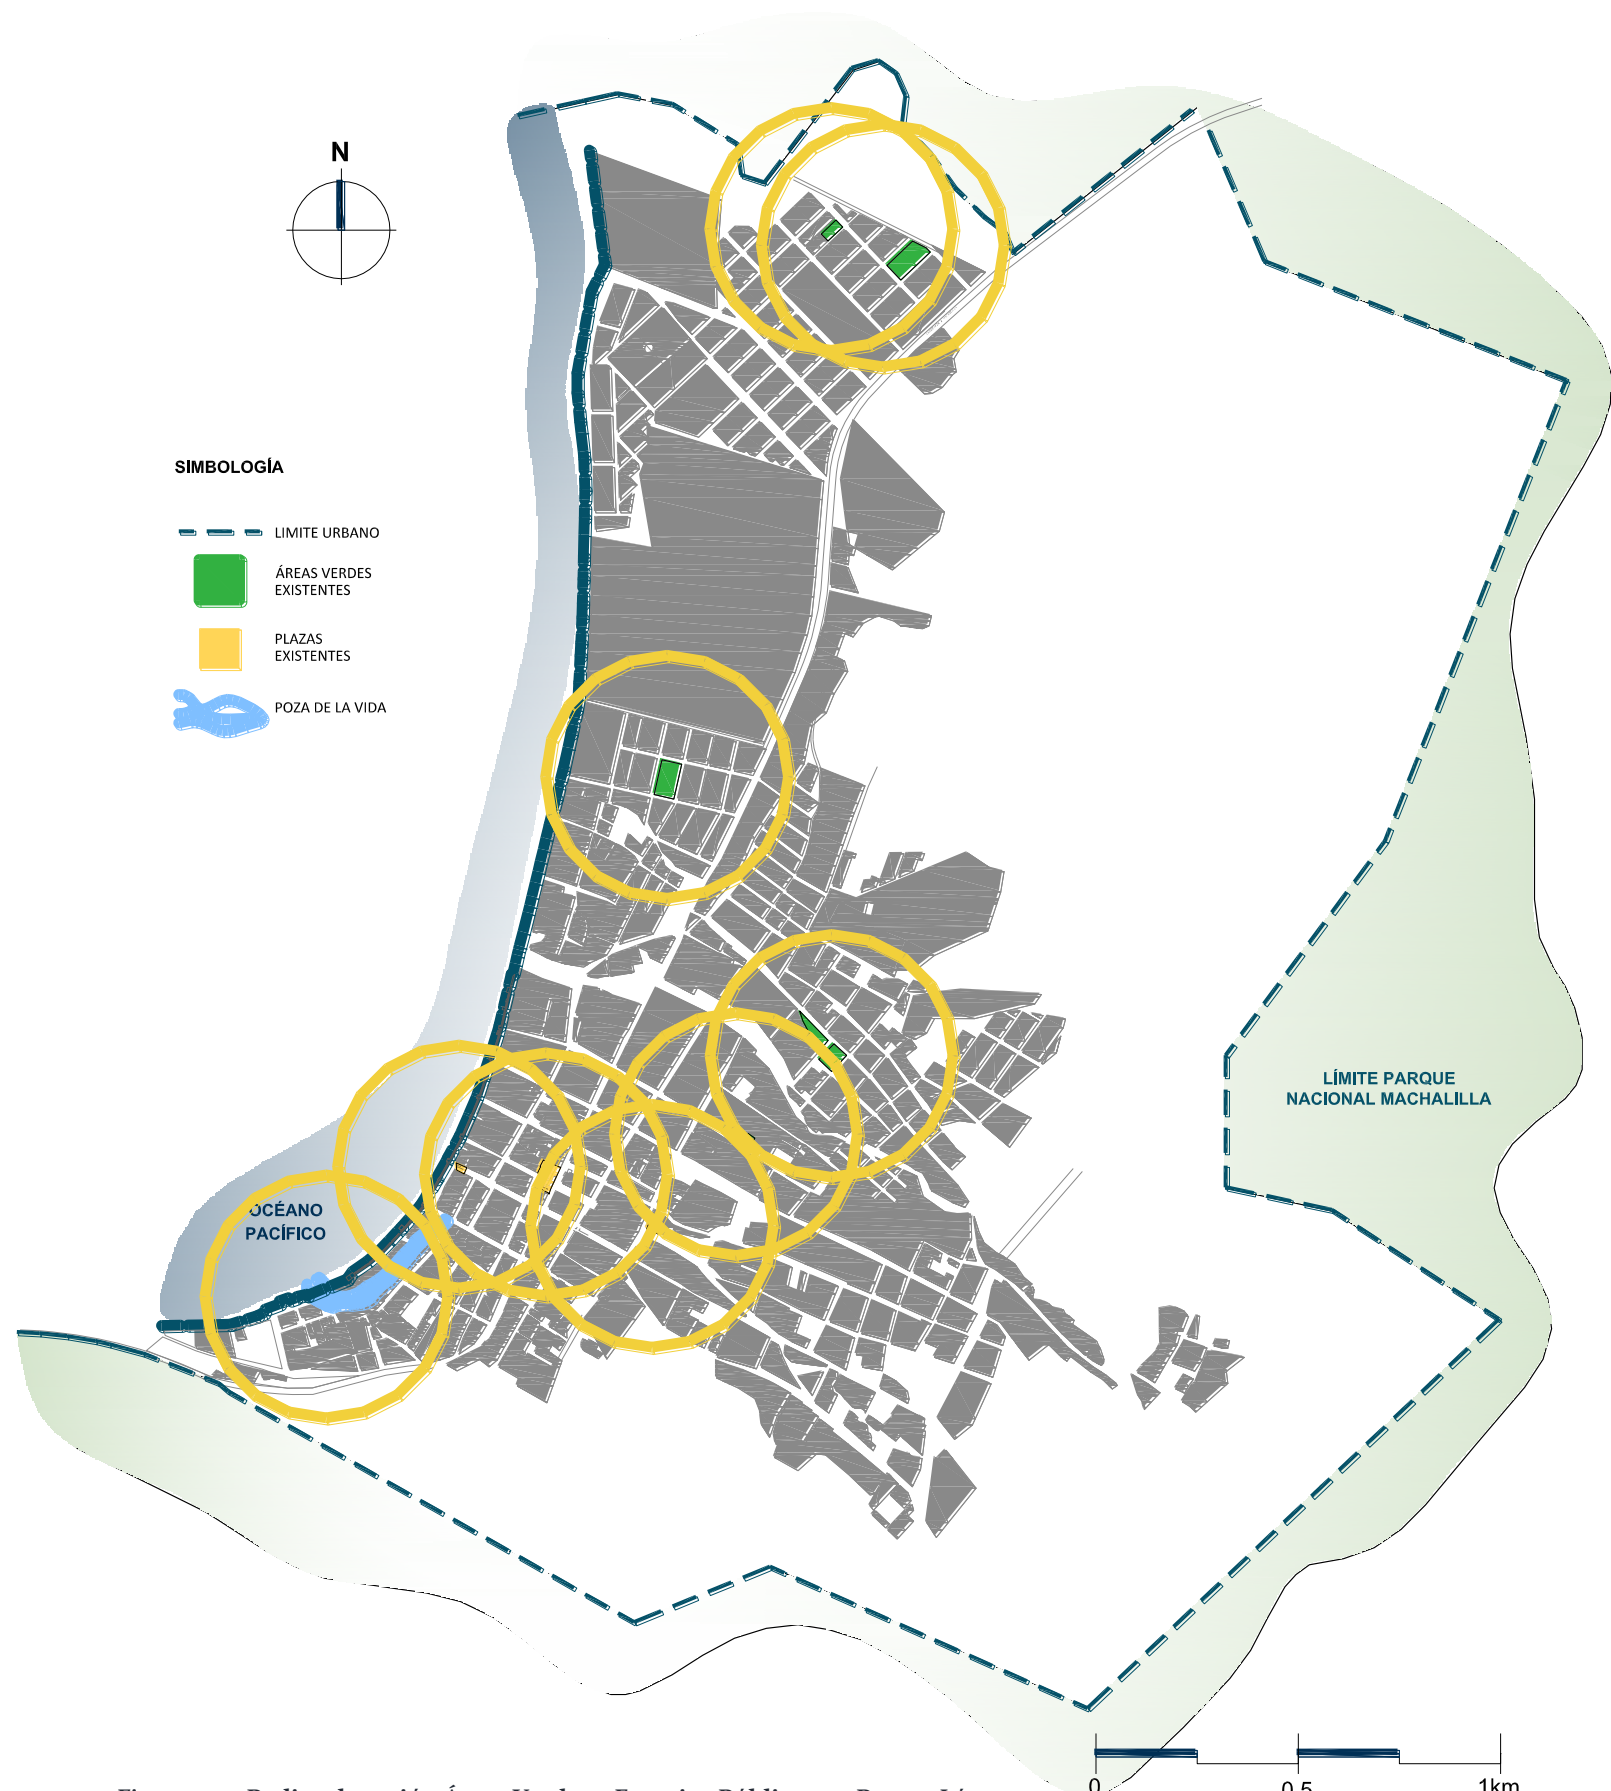 N
SIMBOLOGÍA
LIMITE URBANO
ÁREAS VERDES
EXISTENTES
PLAZAS
EXISTENTES
POZA DE LA VIDA
LÍMITE PARQUE
NACIONAL MACHALILLA
OCÉANO
PACÍFICO
0 0.5 1km